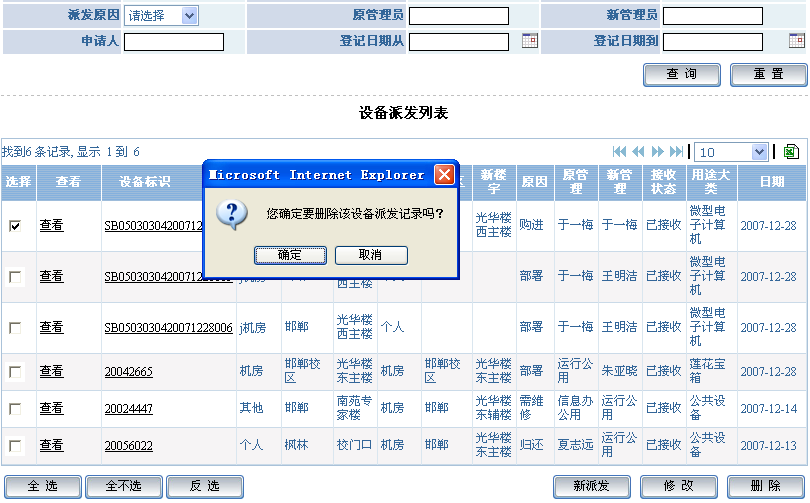 派发原因 请选择 原管理员 新管理员
申请人 登记日期从 登记日期到
查 询 重 置
设备派发列表
找到6 条记录, 显示 1 到 6 10
选择 查看 设备标识 新楼宇 原因 原管理 新管理 接收状态 用途大类 日期
Microsoft Internet Explorer
您确定要删除该设备派发记录吗？
确定 取消
查看 SB05030304200712 光华楼西主楼 购进 于一梅 于一梅 已接收 微型电子计算机 2007-12-28
查看 西主楼 部署 于一梅 王明洁 已接收 微型电子计算机 2007-12-28
查看 SB0503030420071228006 j机房 邯郸 光华楼西主楼 个人 部署 于一梅 王明洁 已接收 微型电子计算机 2007-12-28
查看 20042665 机房 邯郸校区 光华楼东主楼 机房 邯郸校区 光华楼东主楼 部署 运行公用 朱亚晓 已接收 莲花宝箱 2007-12-28
查看 20024447 其他 邯郸 南苑专家楼 机房 邯郸 光华楼东辅楼 需维修 信息办公用 运行公用 已接收 公共设备 2007-12-14
查看 20056022 个人 枫林 校门口 机房 邯郸 光华楼东主楼 归还 夏志远 运行公用 已接收 公共设备 2007-12-13
全 选 全不选 反 选 新派发 修 改 删 除